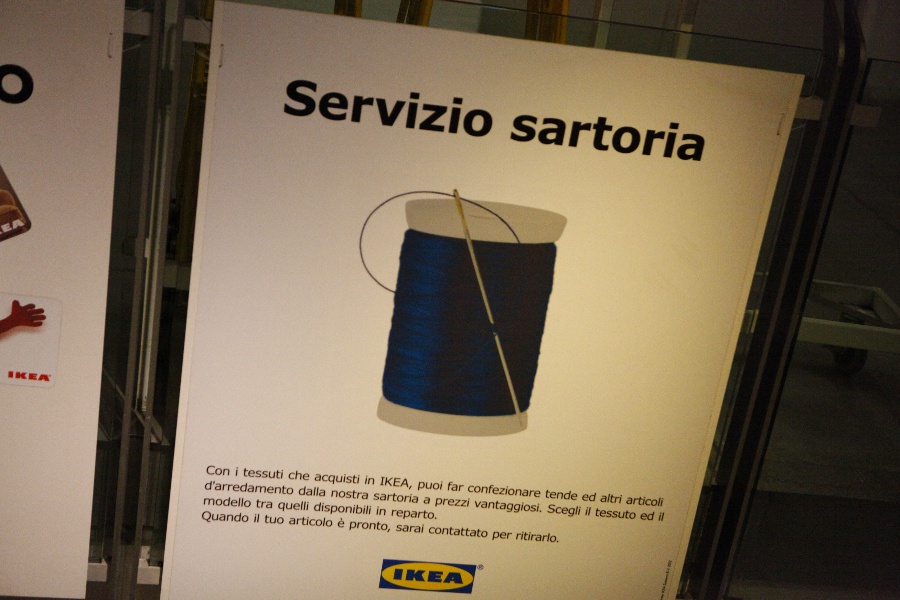 o
IKEA
Servizio sartoria
Con i tessuti che acquisti in IKEA, puoi far confezionare tende ed altri articoli
d'arredamento dalla nostra sartoria a prezzi vantaggiosi. Scegli il tessuto ed il
modello tra quelli disponibili in reparto.
Quando il tuo articolo è pronto, sarai contattato per ritirarlo.
IKEA®